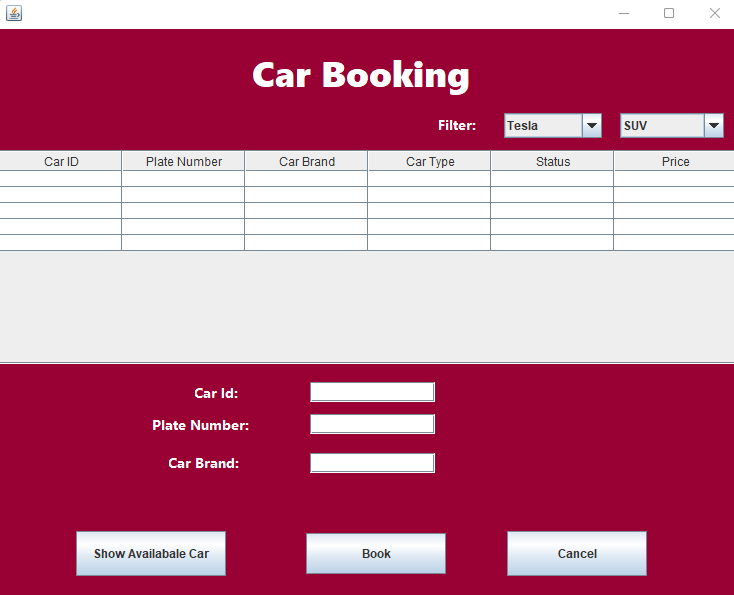 Car Booking
Filter: Tesla SUV
Car ID Plate Number Car Brand Car Type Status Price
Car Id:
Plate Number:
Car Brand:
Show Availabale Car Book Cancel